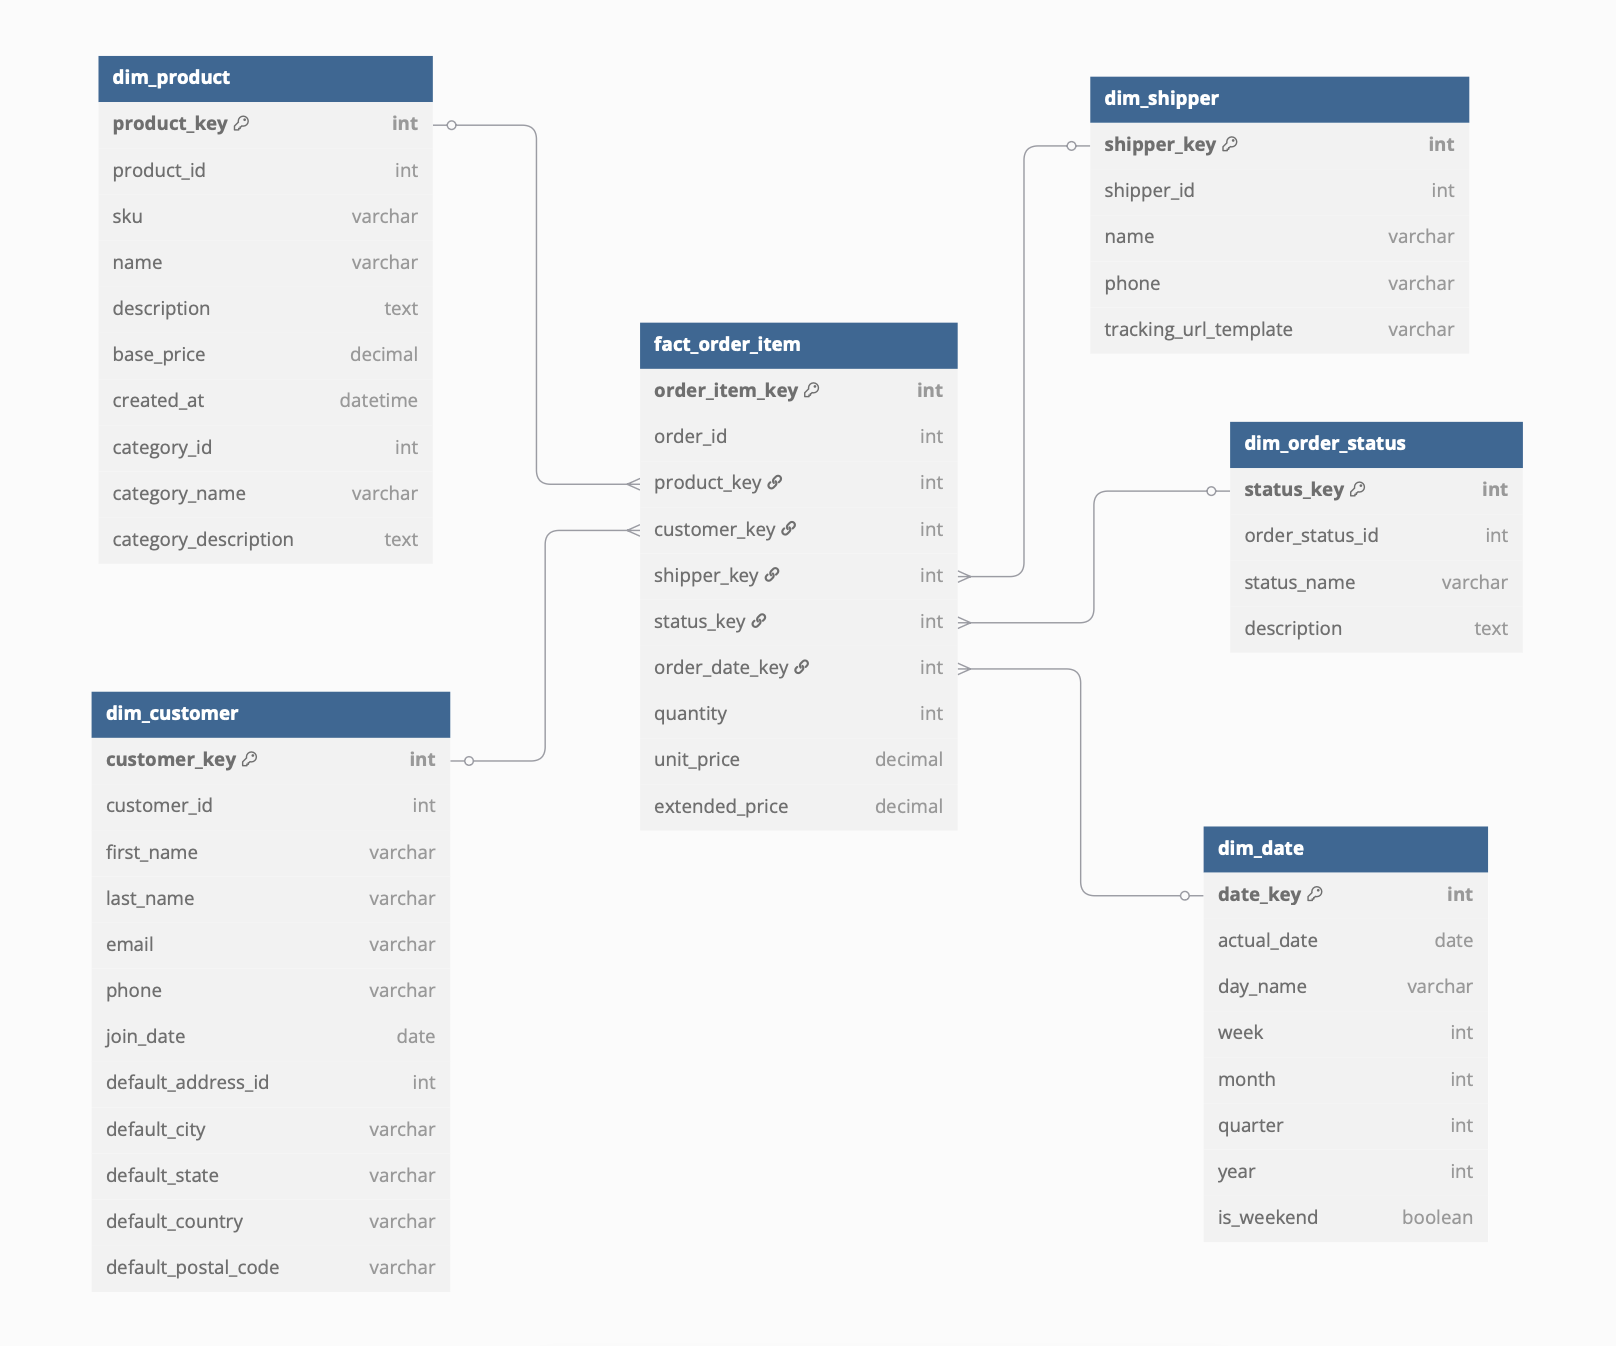 dim_product
product_key int
product_id int
sku varchar
name varchar
description text
base_price decimal
created_at datetime
category_id int
category_name varchar
category_description text
dim_customer
customer_key int
customer_id int
first_name varchar
last_name varchar
email varchar
phone varchar
join_date date
default_address_id int
default_city varchar
default_state varchar
default_country varchar
default_postal_code varchar
fact_order_item
order_item_key int
order_id int
product_key int
customer_key int
shipper_key int
status_key int
order_date_key int
quantity int
unit_price decimal
extended_price decimal
dim_shipper
shipper_key int
shipper_id int
name varchar
phone varchar
tracking_url_template varchar
dim_order_status
status_key int
order_status_id int
status_name varchar
description text
dim_date
date_key int
actual_date date
day_name varchar
week int
month int
quarter int
year int
is_weekend boolean